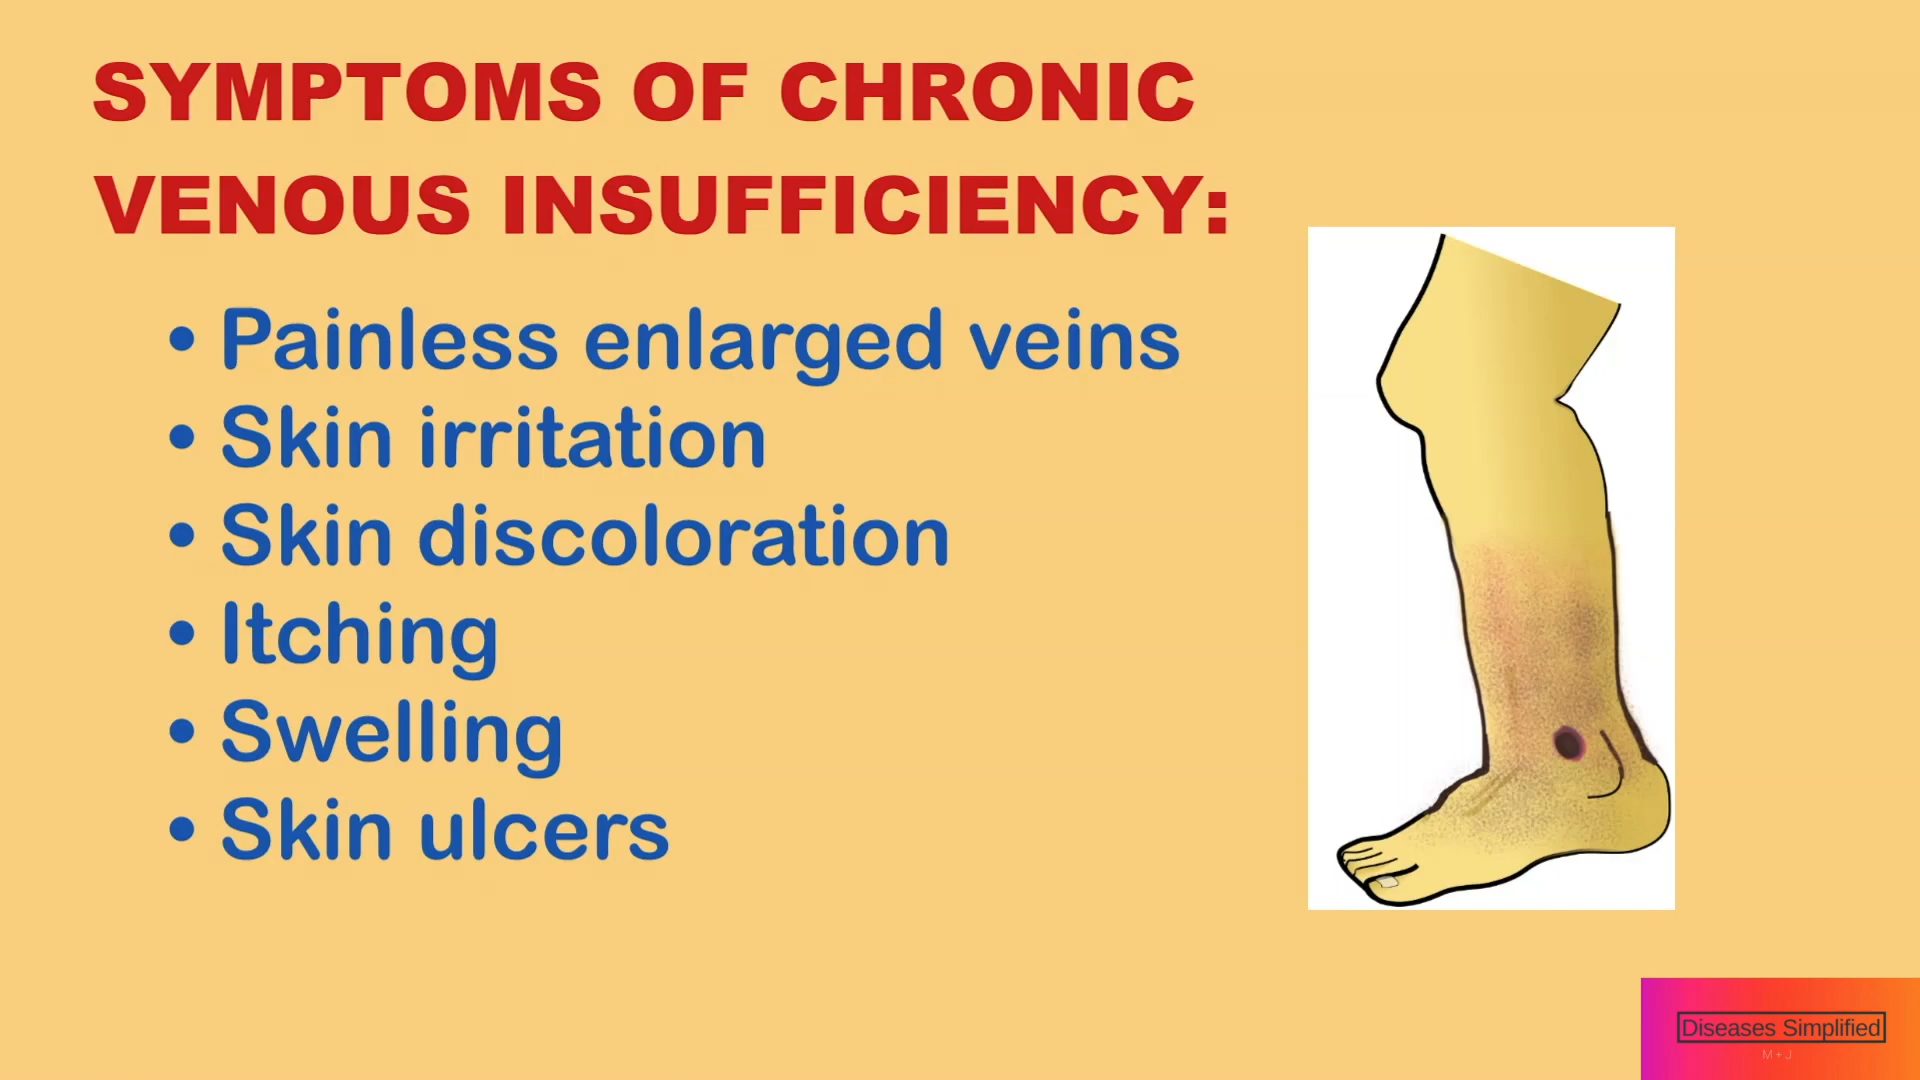 SYMPTOMS OF CHRONIC
VENOUS INSUFFICIENCY:
• Painless enlarged veins
• Skin irritation
• Skin discoloration
• Itching
• Swelling
• Skin ulcers
Diseases Simplified
M+J